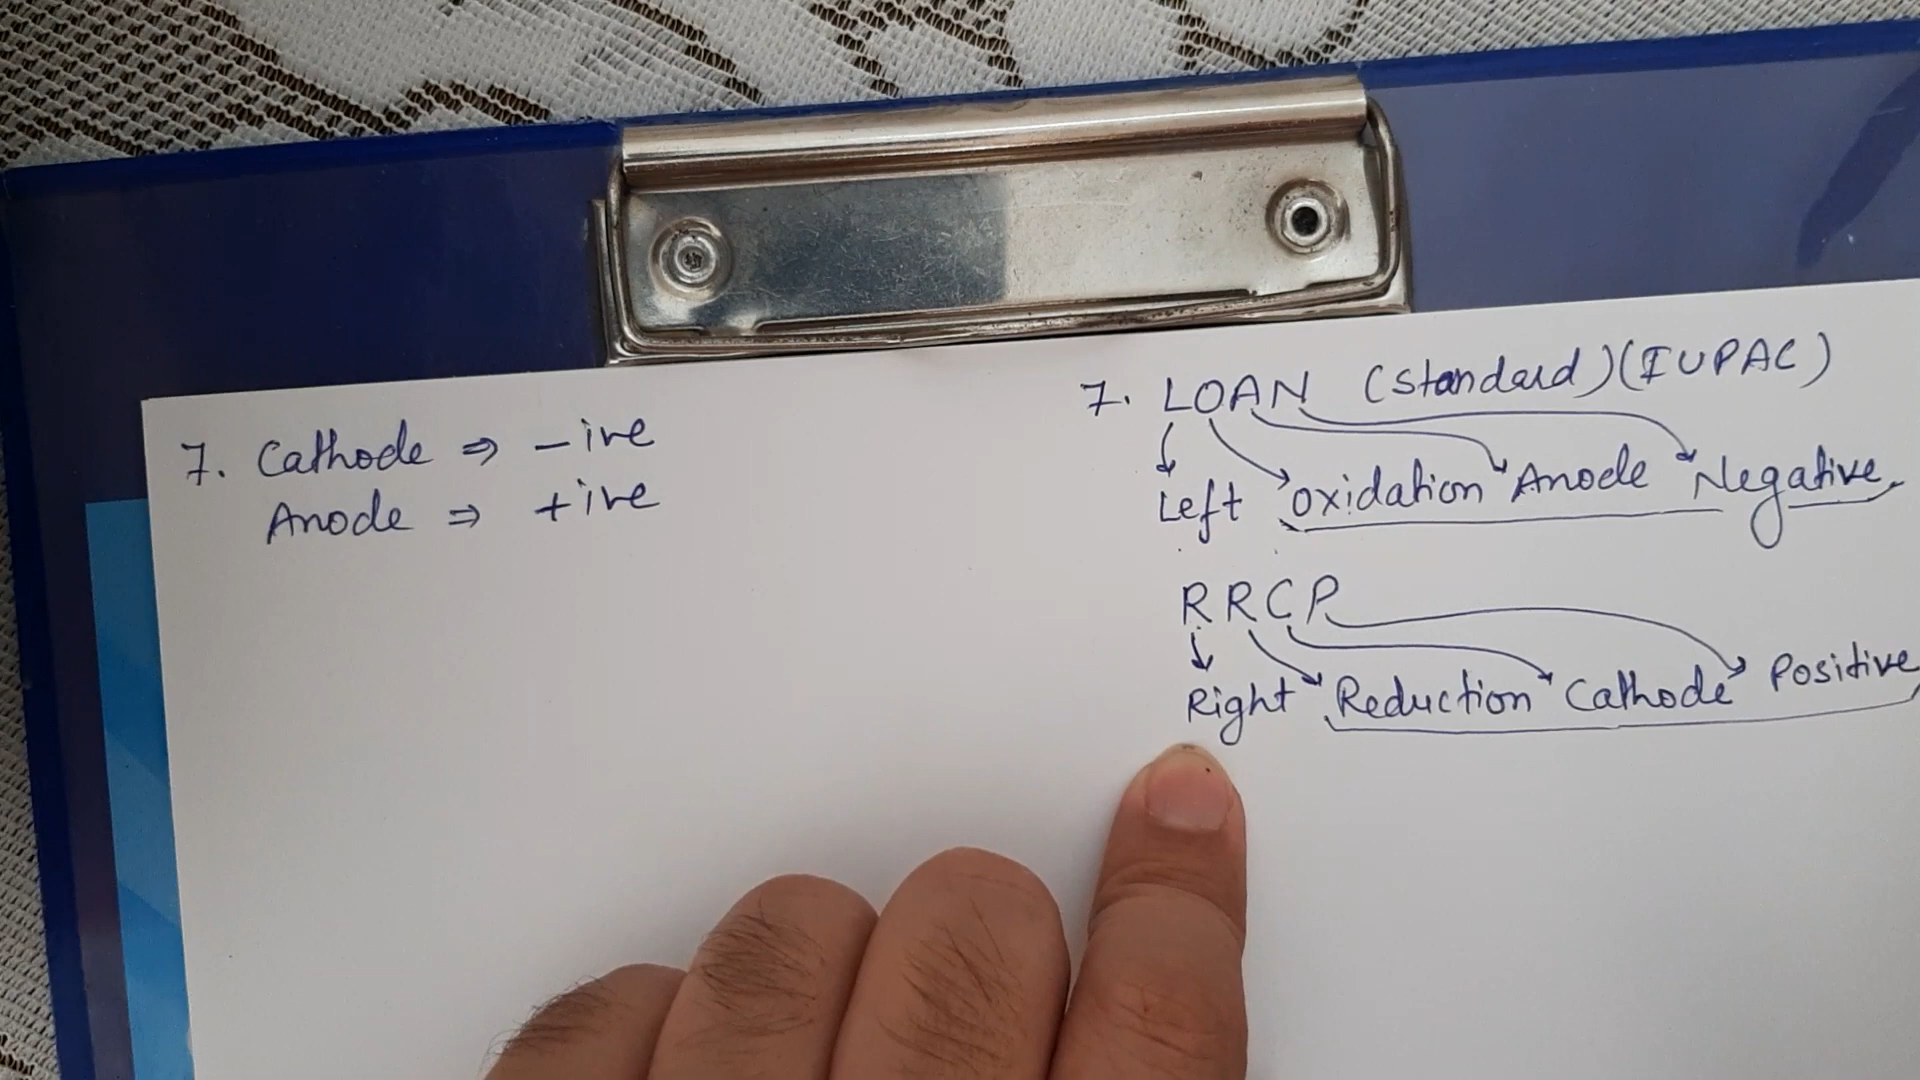 7. Cathode ⇒ -ive
Anode ⇒ +ive
7. LOAN (Standard) (IUPAC)
Left Oxidation Anode Negative
RRCP
Right Reduction Cathode Positive